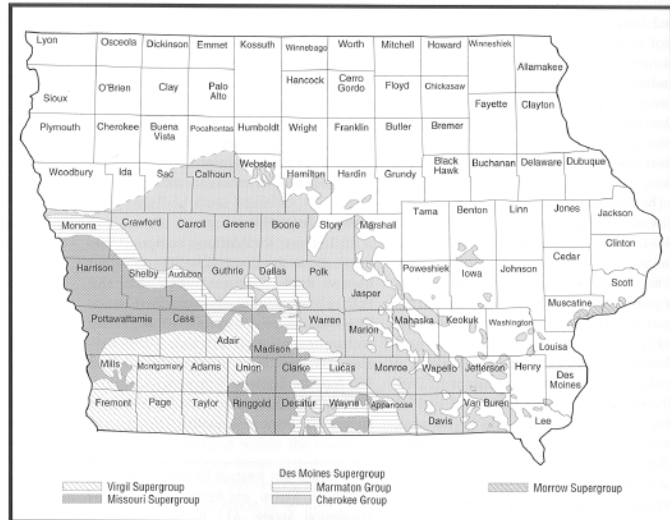 Lyon Osceola Dickinson Emmet Kossuth Winnebago Worth Mitchell Howard Winneshiek
Allamakee
Sioux O'Brien Clay Palo Alto Hancock Cerro Gordo Floyd Chickasaw
Fayette Clayton
Plymouth Cherokee Buena Vista Pocahontas Humboldt Wright Franklin Butler Bremer
Woodbury Ida Sac Calhoun Webster Hamilton Hardin Grundy Black Hawk Buchanan Delaware Dubuque
Monona Crawford Carroll Greene Boone Story Marshall Tama Benton Linn Jones Jackson
Clinton
Harrison Shelby Audubon Guthrie Dallas Polk Jasper Poweshiek Iowa Johnson Cedar
Scott
Muscatine
Pottawattamie Cass Adair Madison Warren Marion Mahaska Keokuk Washington Louisa
Mills Montgomery Adams Union Clarke Lucas Monroe Wapello Jefferson Henry Des Moines
Fremont Page Taylor Ringgold Decatur Wayne Appanoose Davis Van Buren Lee
Des Moines Supergroup
Virgil Supergroup Marmaton Group Morrow Supergroup
Missouri Supergroup Cherokee Group